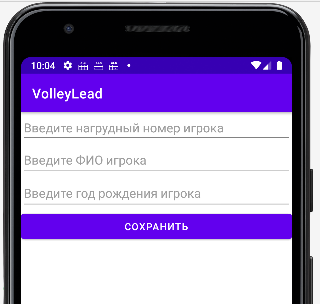 10:04
VolleyLead
Введите нагрудный номер игрока
Введите ФИО игрока
Введите год рождения игрока
СОХРАНИТЬ